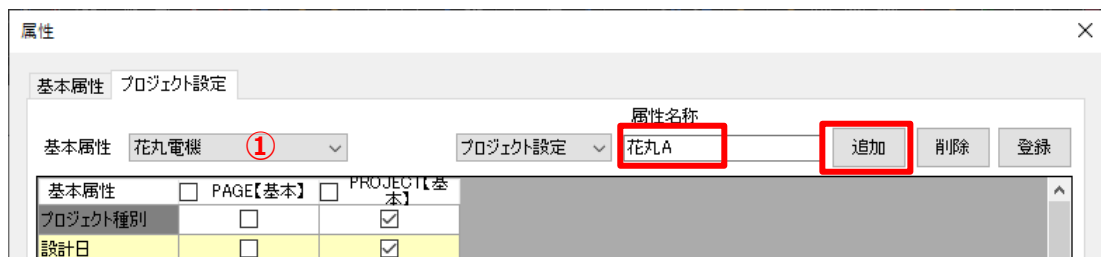 属性
基本属性 プロジェクト設定
属性名称
基本属性 花丸電機 ① プロジェクト設定 花丸A 追加 削除 登録
基本属性 PAGE【基本】 PROJECT【基
本】
プロジェクト種別
設計日